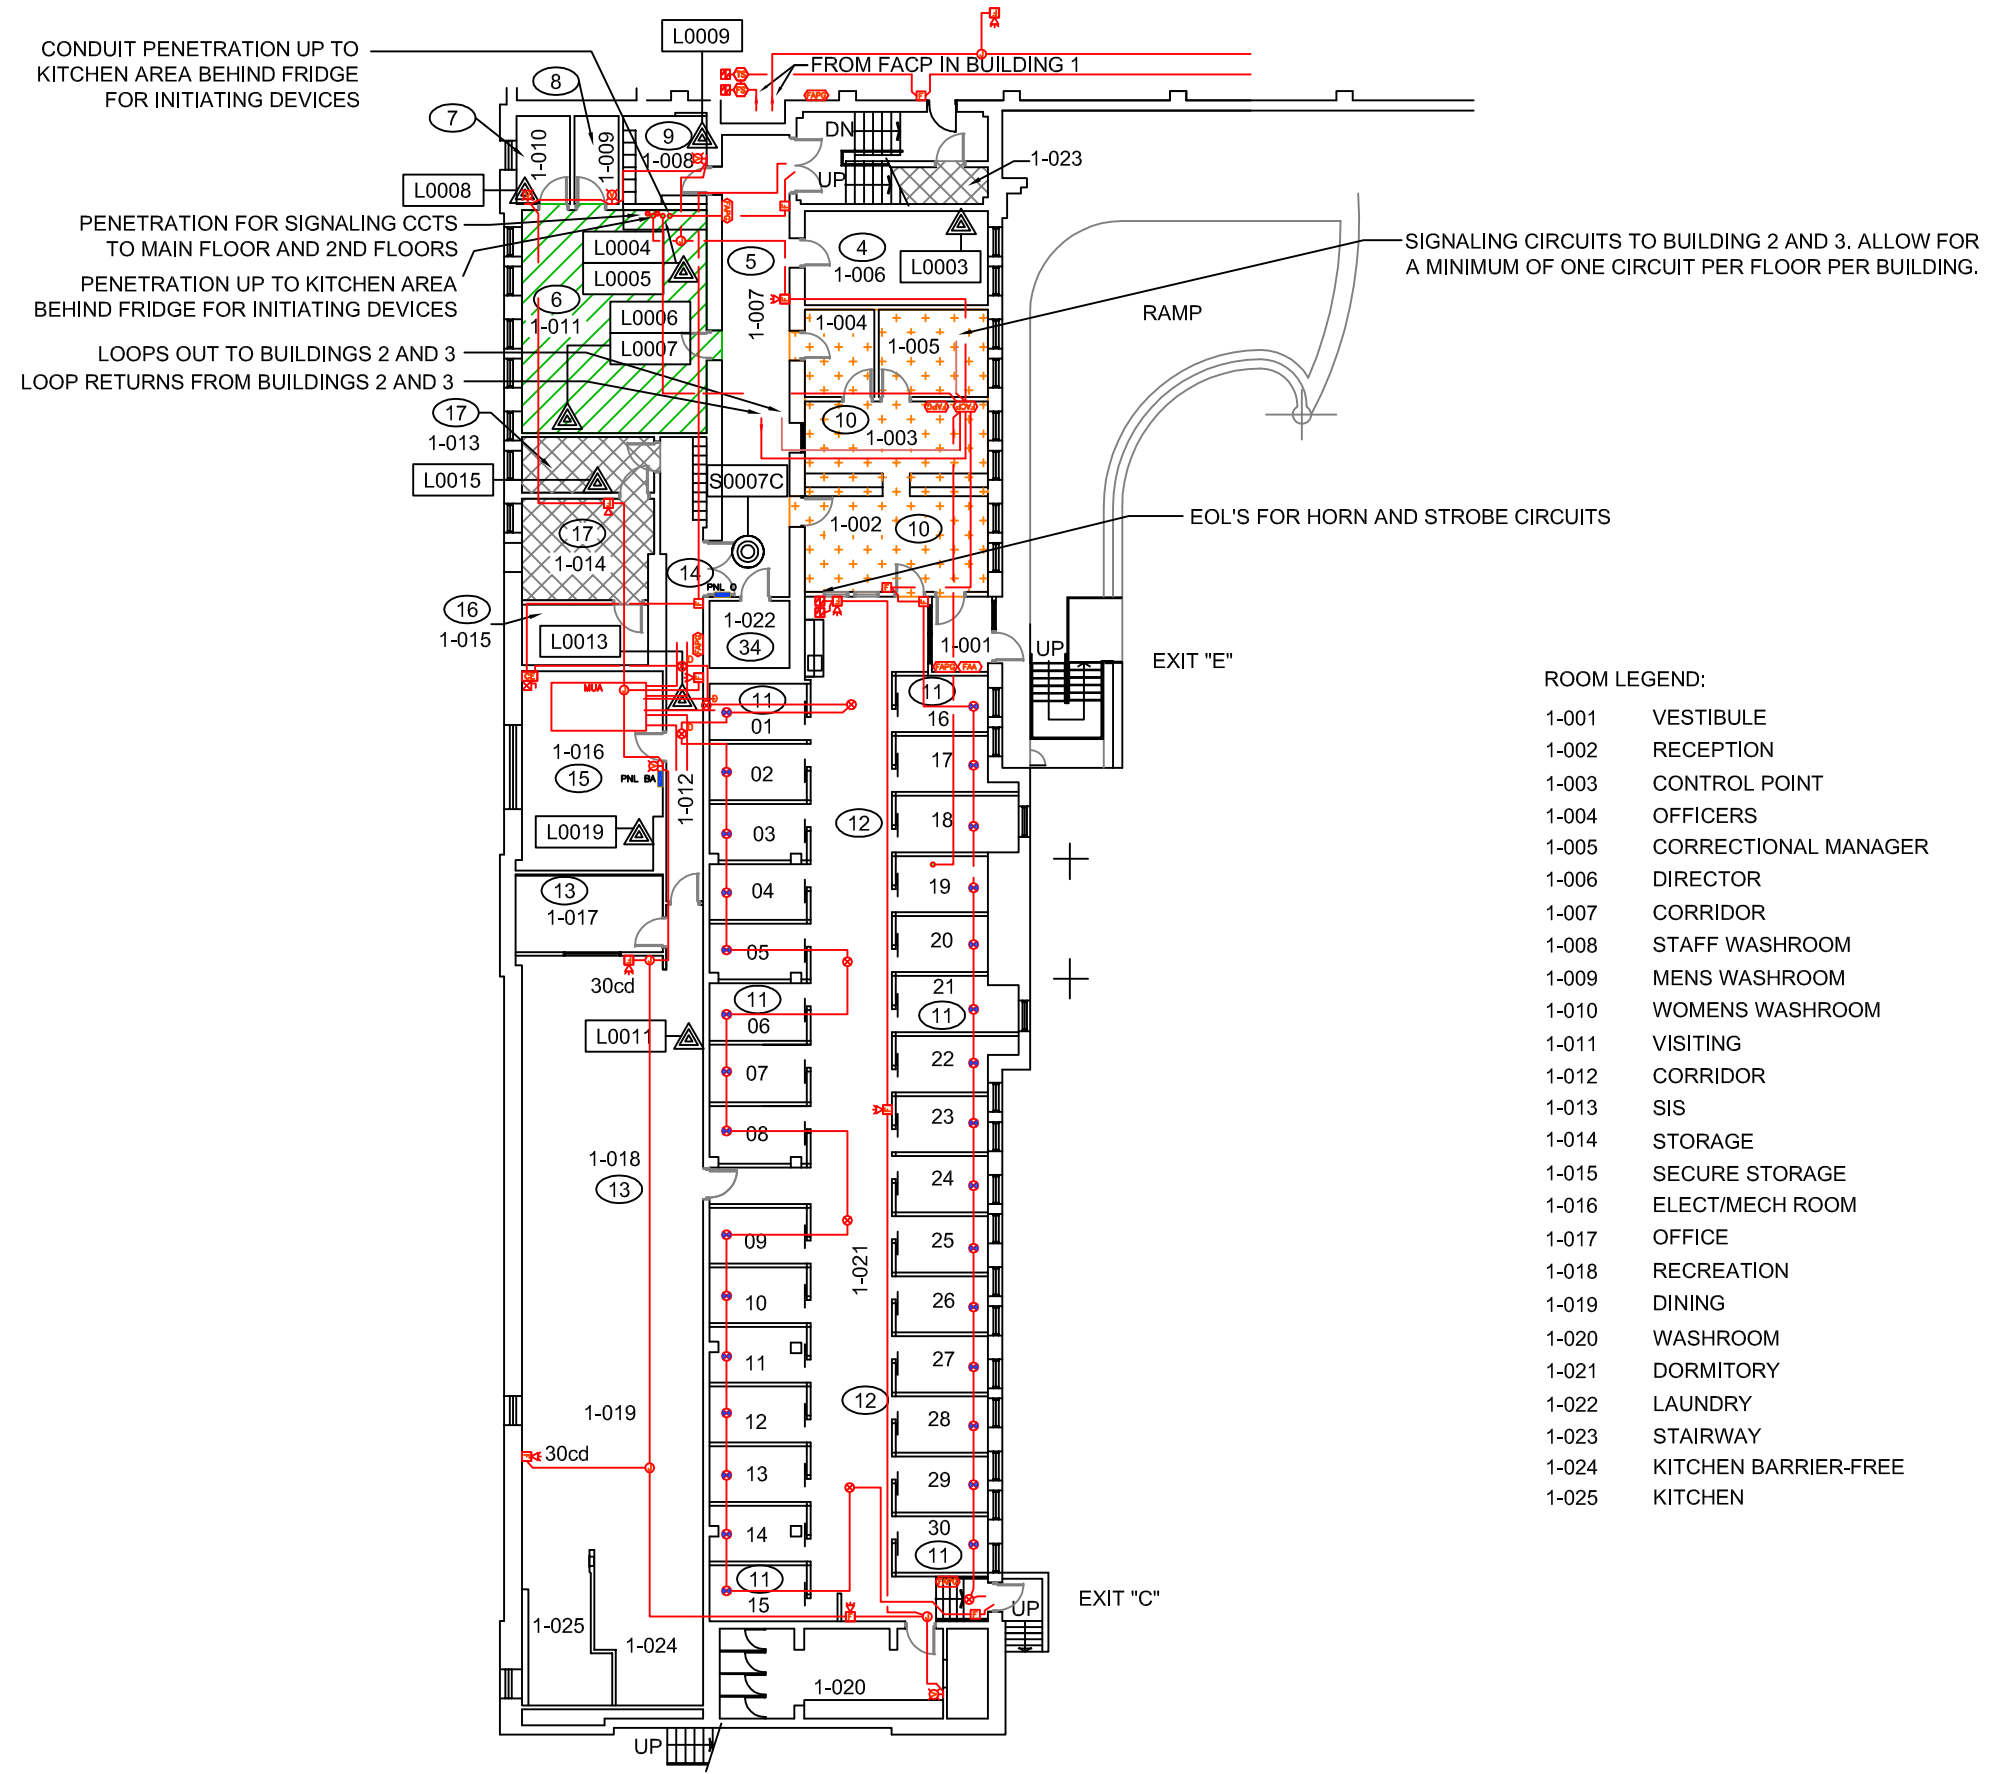 L0009
CONDUIT PENETRATION UP TO
KITCHEN AREA BEHIND FRIDGE
FOR INITIATING DEVICES
FROM FACP IN BUILDING 1
8
7
9
1-010
1-009
1-008
DN
UP
1-023
L0008
PENETRATION FOR SIGNALING CCTS
TO MAIN FLOOR AND 2ND FLOORS
PENETRATION UP TO KITCHEN AREA
BEHIND FRIDGE FOR INITIATING DEVICES
L0004
L0005
5
4
1-006
L0003
SIGNALING CIRCUITS TO BUILDING 2 AND 3. ALLOW FOR
A MINIMUM OF ONE CIRCUIT PER FLOOR PER BUILDING.
6
1-011
L0006
L0007
1-007
1-004
1-005
RAMP
LOOPS OUT TO BUILDINGS 2 AND 3
LOOP RETURNS FROM BUILDINGS 2 AND 3
17
1-013
L0015
10
1-003
FAPG
FACP
S0007C
17
1-014
1-002
10
EOL'S FOR HORN AND STROBE CIRCUITS
14
PNL O
16
1-015
L0013
1-022
34
1-001
FAPG
FAA
UP
EXIT "E"
MUA
1-016
15
PNL BA
L0019
1-012
13
1-017
30cd
L0011
1-018
13
1-019
30cd
1-025
1-024
11
01
02
03
04
05
11
06
07
08
09
10
11
12
13
14
11
15
12
1-021
12
11
16
17
18
19
20
21
11
22
23
24
25
26
27
28
29
30
11
EXIT "C"
UP
1-020
UP
ROOM LEGEND:
1-001 VESTIBULE
1-002 RECEPTION
1-003 CONTROL POINT
1-004 OFFICERS
1-005 CORRECTIONAL MANAGER
1-006 DIRECTOR
1-007 CORRIDOR
1-008 STAFF WASHROOM
1-009 MENS WASHROOM
1-010 WOMENS WASHROOM
1-011 VISITING
1-012 CORRIDOR
1-013 SIS
1-014 STORAGE
1-015 SECURE STORAGE
1-016 ELECT/MECH ROOM
1-017 OFFICE
1-018 RECREATION
1-019 DINING
1-020 WASHROOM
1-021 DORMITORY
1-022 LAUNDRY
1-023 STAIRWAY
1-024 KITCHEN BARRIER-FREE
1-025 KITCHEN